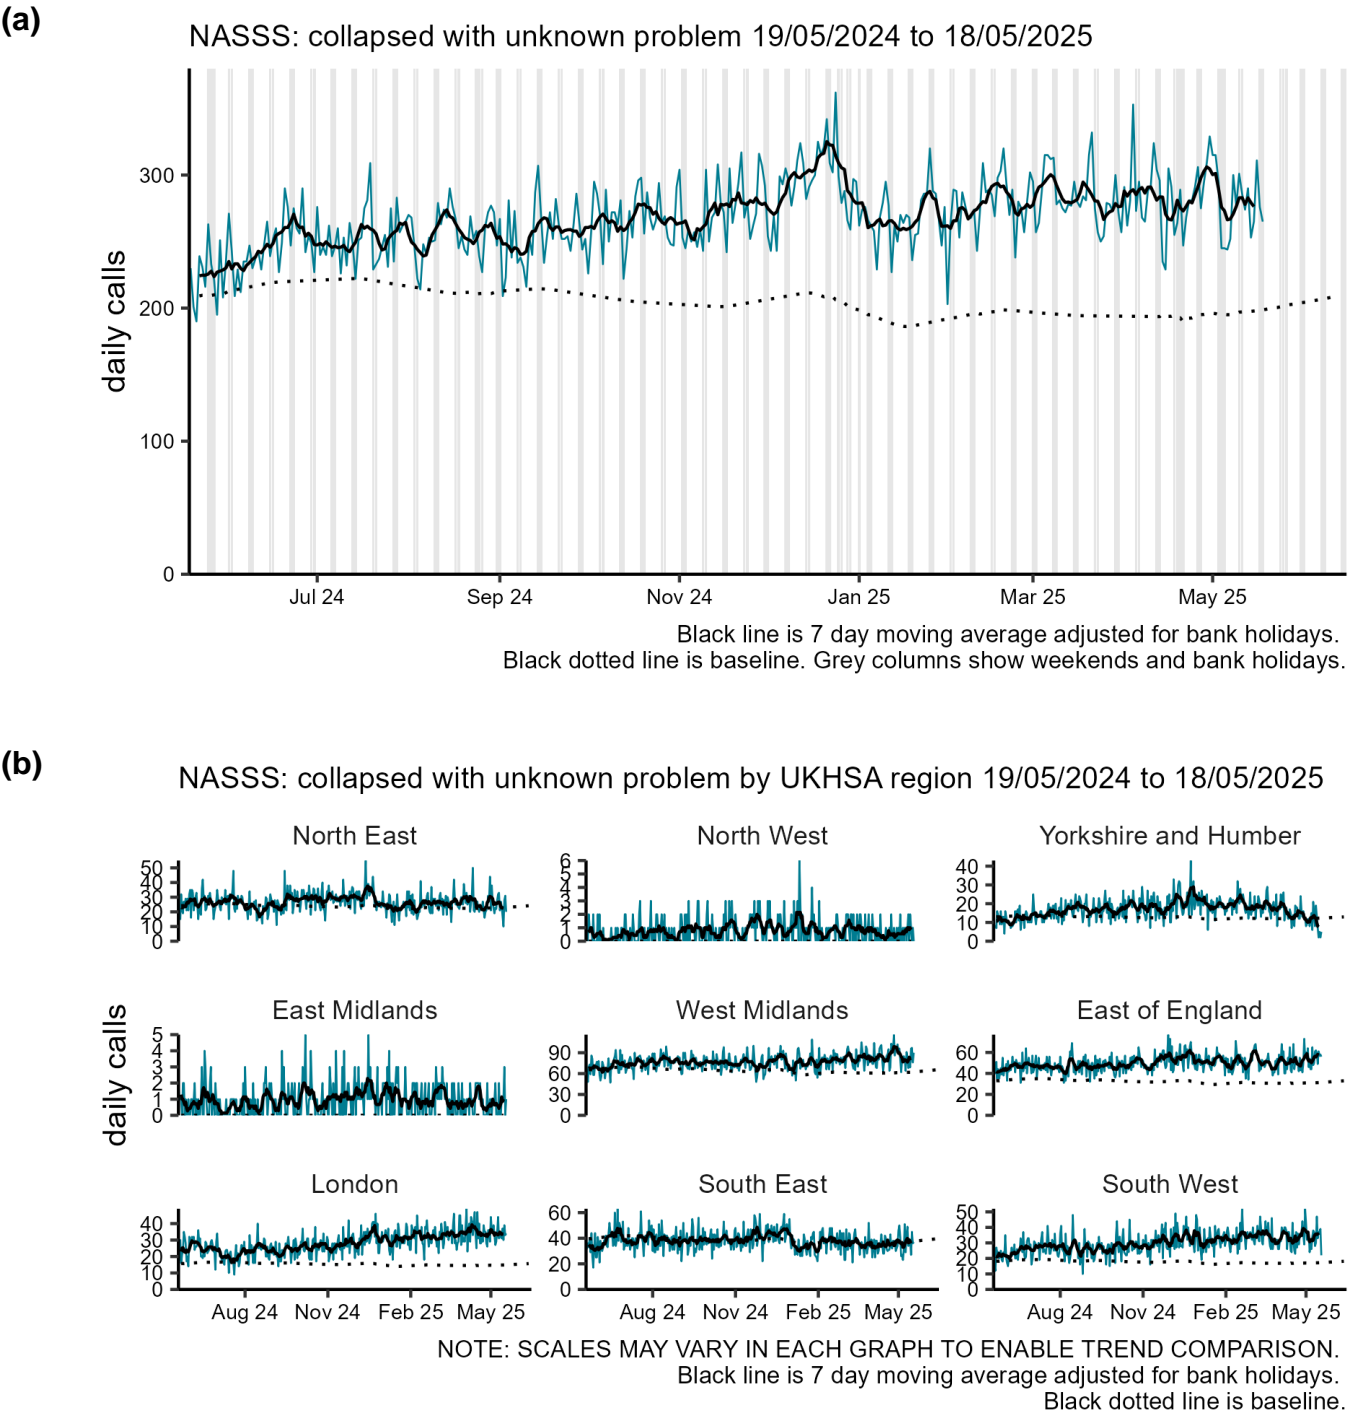 (a)
NASSS: collapsed with unknown problem 19/05/2024 to 18/05/2025
daily calls
300
200
100
0
Jul 24 Sep 24 Nov 24 Jan 25 Mar 25 May 25
Black line is 7 day moving average adjusted for bank holidays.
Black dotted line is baseline. Grey columns show weekends and bank holidays.
(b)
NASSS: collapsed with unknown problem by UKHSA region 19/05/2024 to 18/05/2025
daily calls
North East
50
40
30
20
10
0
North West
6
5
4
3
2
1
0
Yorkshire and Humber
40
30
20
10
0
East Midlands
5
4
3
2
1
0
West Midlands
90
60
30
0
East of England
60
40
20
0
London
40
30
20
10
0
South East
60
40
20
0
South West
50
40
30
20
10
0
Aug 24 Nov 24 Feb 25 May 25
Aug 24 Nov 24 Feb 25 May 25
Aug 24 Nov 24 Feb 25 May 25
NOTE: SCALES MAY VARY IN EACH GRAPH TO ENABLE TREND COMPARISON.
Black line is 7 day moving average adjusted for bank holidays.
Black dotted line is baseline.